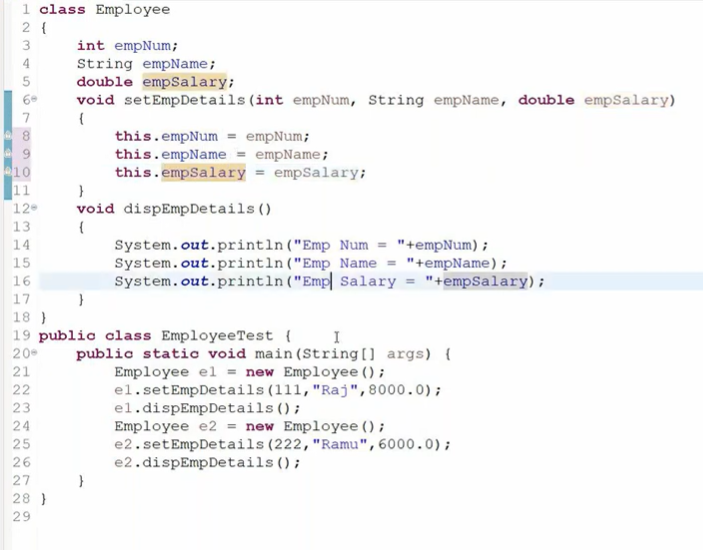 1 class Employee
2 {
3     int empNum;
4     String empName;
5     double empSalary;
6     void setEmpDetails(int empNum, String empName, double empSalary)
7     {
8         this.empNum = empNum;
9         this.empName = empName;
10         this.empSalary = empSalary;
11     }
12     void dispEmpDetails()
13     {
14         System.out.println("Emp Num = "+empNum);
15         System.out.println("Emp Name = "+empName);
16         System.out.println("Emp Salary = "+empSalary);
17     }
18 }
19 public class EmployeeTest {
20     public static void main(String[] args) {
21         Employee e1 = new Employee();
22         e1.setEmpDetails(111,"Raj",8000.0);
23         e1.dispEmpDetails();
24         Employee e2 = new Employee();
25         e2.setEmpDetails(222,"Ramu",6000.0);
26         e2.dispEmpDetails();
27     }
28 }
29